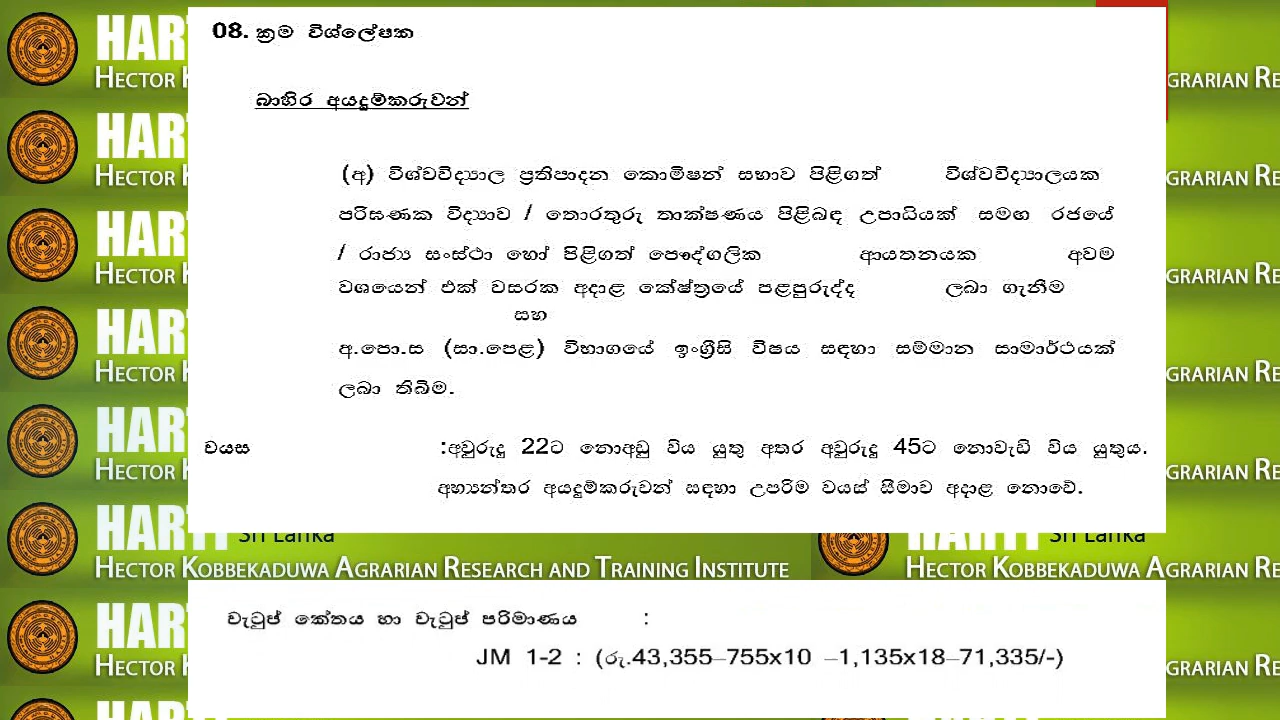 08. ක්‍රම විශ්ලේෂක
බාහිර අයදුම්කරුවන්
(අ) විශ්වවිද්‍යාල ප්‍රතිපාදන කොමිෂන් සභාව පිළිගත් විශ්වවිද්‍යාලයක
පරිඝණක විද්‍යාව / තොරතුරු තාක්ෂණය පිළිබඳ උපාධියක් සමඟ රජයේ
/ රාජ්‍ය සංස්ථා හෝ පිළිගත් පෞද්ගලික ආයතනයක අවම
වශයෙන් එක් වසරක අදාළ කේෂ්ත්‍රයේ පළපුරුද්ද ලබා ගැනීම
සහ
අ.පො.ස (සා.පෙළ) විභාගයේ ඉංග්‍රීසි විෂය සඳහා සම්මාන සාමාර්ථයක්
ලබා තිබීම.
වයස :අවුරුදු 22ට නොඅඩු විය යුතු අතර අවුරුදු 45ට නොවැඩි විය යුතුය.
අභ්‍යන්තර අයදුම්කරුවන් සඳහා උපරිම වයස් සීමාව අදාළ නොවේ.
වැටුප් කේතය හා වැටුප් පරිමාණය :
JM 1-2 : (රු.43,355–755x10 –1,135x18–71,335/-)
HARTI
HECTOR KOBBEKADUWA AGRARIAN RESEARCH AND TRAINING INSTITUTE
Sri Lanka